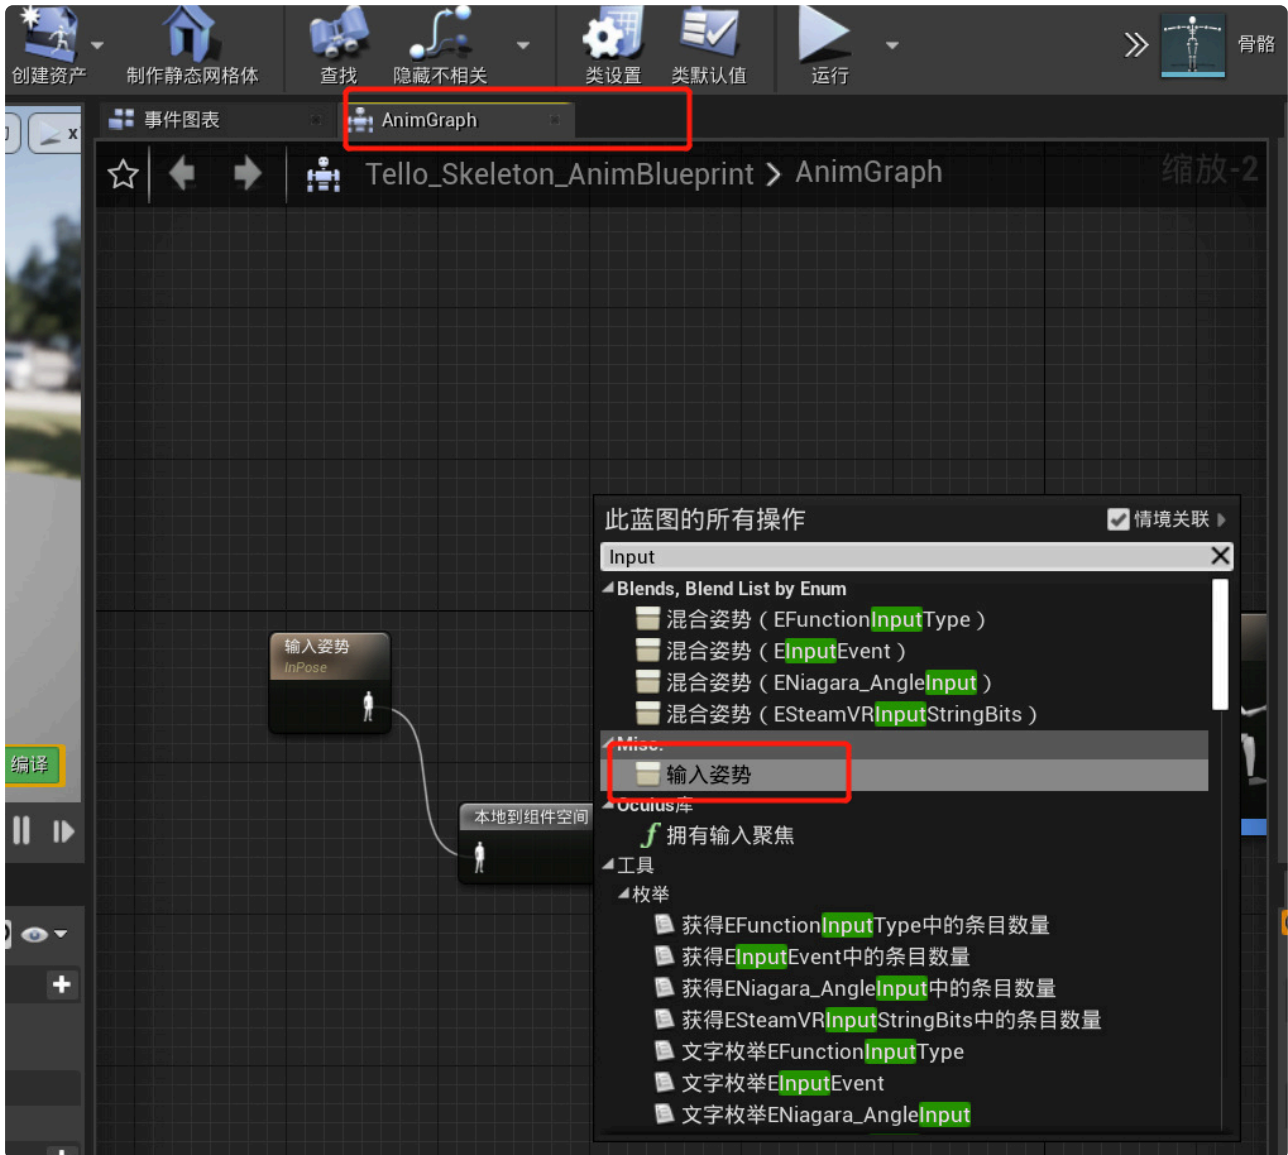 创建资产
制作静态网格体
查找
隐藏不相关
类设置
类默认值
运行
骨骼
事件图表
AnimGraph
Tello_Skeleton_AnimBlueprint
AnimGraph
缩放-2
此蓝图的所有操作
情境关联
Input
Blends, Blend List by Enum
混合姿势（EFunctionInputType）
混合姿势（EInputEvent）
混合姿势（ENiagara_AngleInput）
混合姿势（ESteamVRInputStringBits）
Misc.
输入姿势
Oculus库
拥有输入聚焦
工具
枚举
获得EFunctionInputType中的条目数量
获得EInputEvent中的条目数量
获得ENiagara_AngleInput中的条目数量
获得ESteamVRInputStringBits中的条目数量
文字枚举EFunctionInputType
文字枚举EInputEvent
文字枚举ENiagara_AngleInput
输入姿势
InPose
本地到组件空间
编译